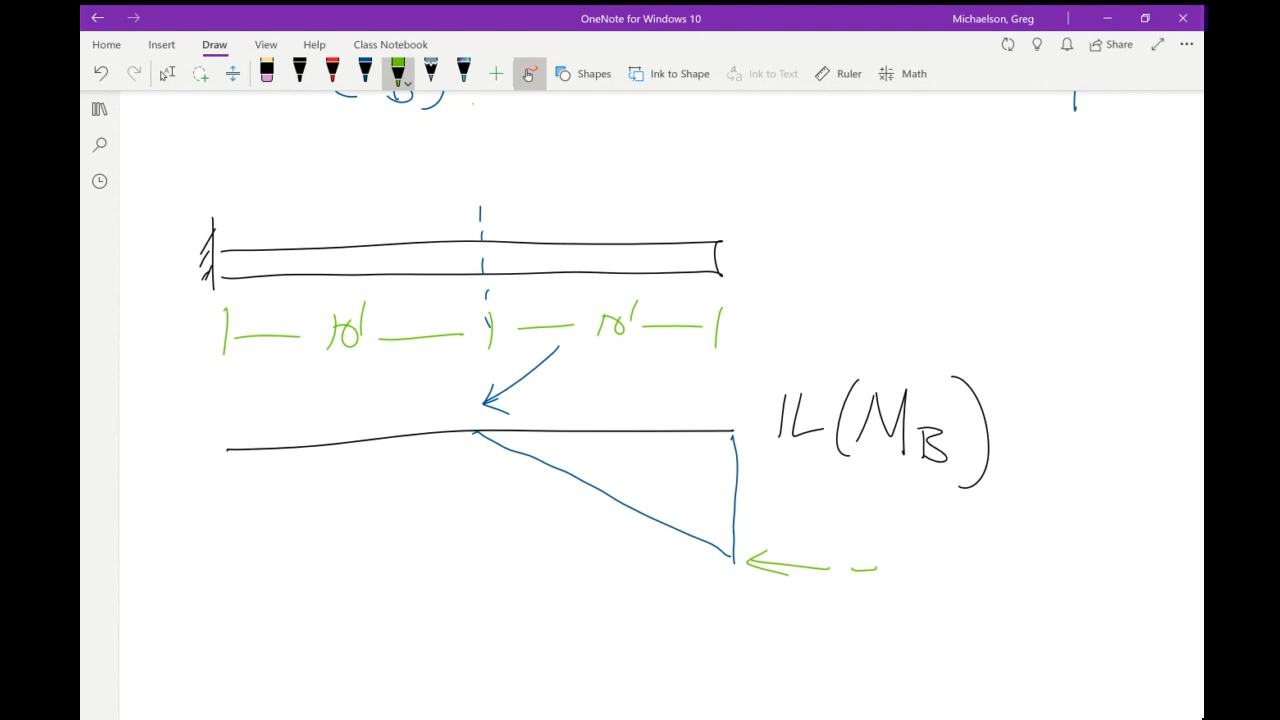 OneNote for Windows 10
Michaelson, Greg
Home Insert Draw View Help Class Notebook
Share
Shapes Ink to Shape Ink to Text Ruler Math
B)
10' 10'
IL(M_B)
-